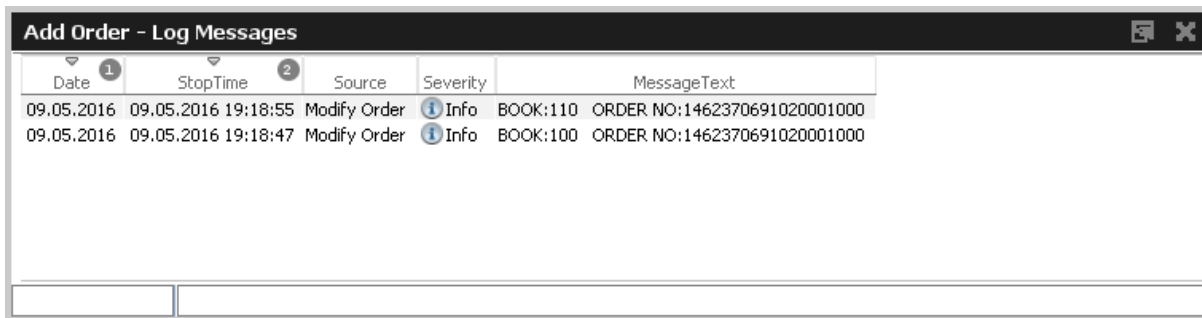 Add Order - Log Messages
Date 1 StopTime 2 Source Severity MessageText
09.05.2016 09.05.2016 19:18:55 Modify Order Info BOOK:110 ORDER NO:1462370691020001000
09.05.2016 09.05.2016 19:18:47 Modify Order Info BOOK:100 ORDER NO:1462370691020001000